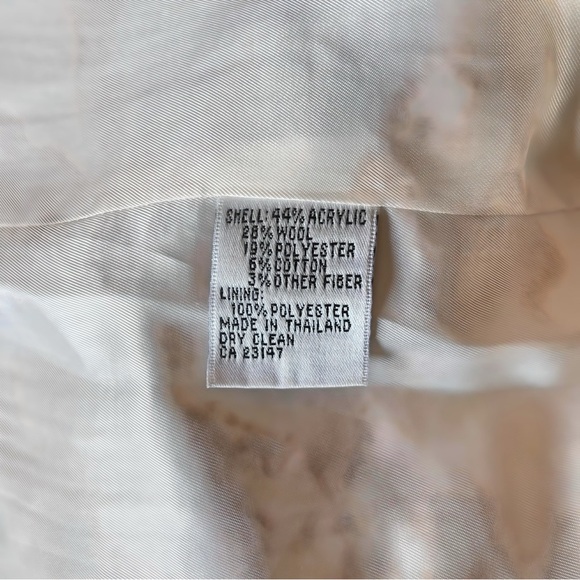 SHELL: 44% ACRYLIC
28% WOOL
19% POLYESTER
6% COTTON
3% OTHER FIBER
LINING:
100% POLYESTER
MADE IN THAILAND
DRY CLEAN
CA 23147